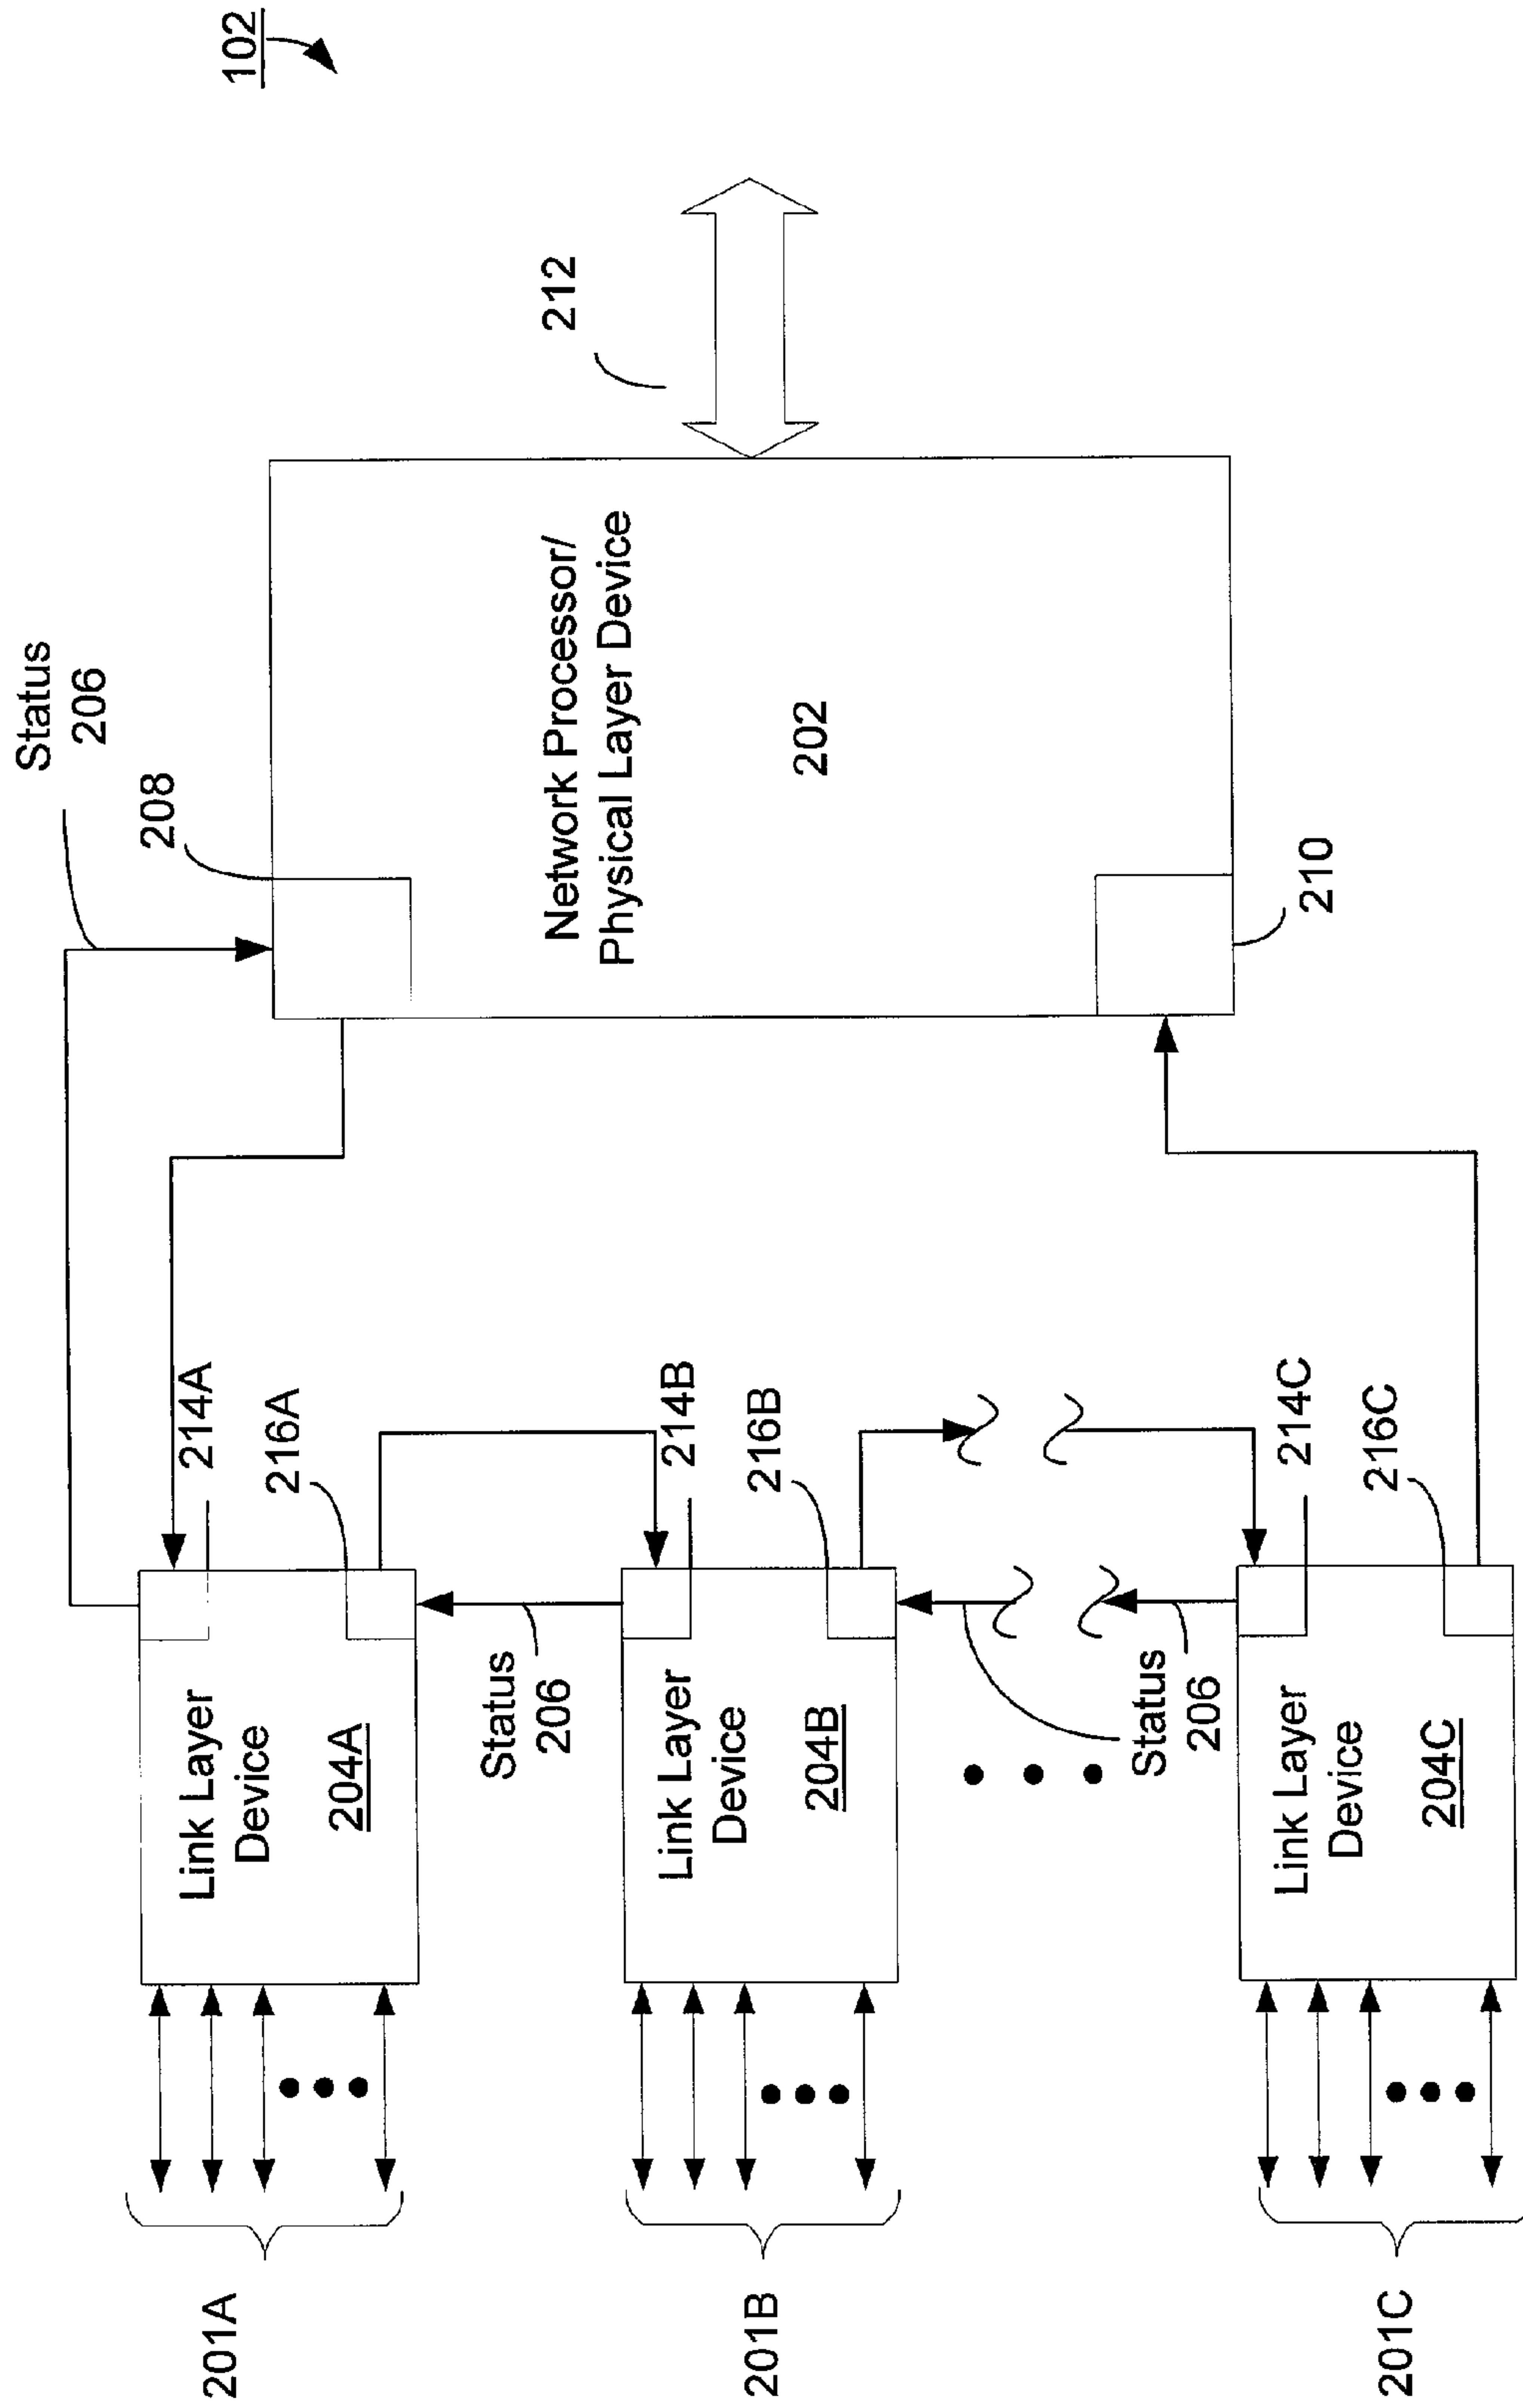 102
Status
206
208
212
Network Processor/
Physical Layer Device
202
210
214A
216A
Link Layer
Device
204A
201A
Status
206
214B
216B
Link Layer
Device
204B
201B
Status
206
214C
216C
Link Layer
Device
204C
201C